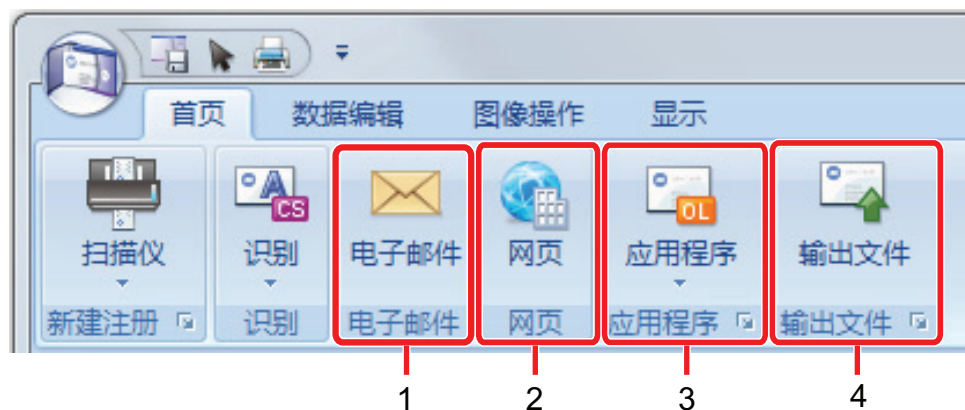 首页 数据编辑 图像操作 显示
A
CS
OL
扫描仪 识别 电子邮件 网页 应用程序 输出文件
新建注册 识别 电子邮件 网页 应用程序 输出文件
1 2 3 4